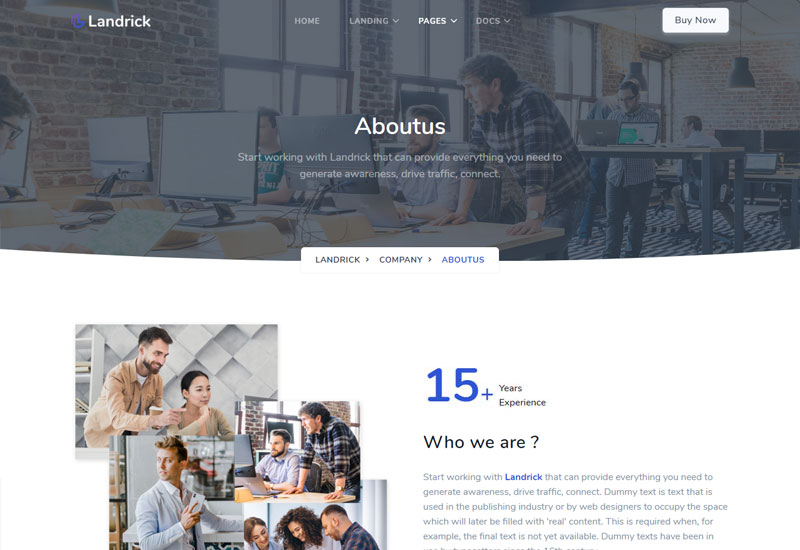 Landrick
HOME
LANDING
PAGES
DOCS
Buy Now
Aboutus
Start working with Landrick that can provide everything you need to
generate awareness, drive traffic, connect.
LANDRICK
COMPANY
ABOUTUS
15+
Years
Experience
Who we are ?
Start working with Landrick that can provide everything you need to
generate awareness, drive traffic, connect. Dummy text is text that is
used in the publishing industry or by web designers to occupy the space
which will later be filled with 'real' content. This is required when, for
example, the final text is not yet available. Dummy texts have been in